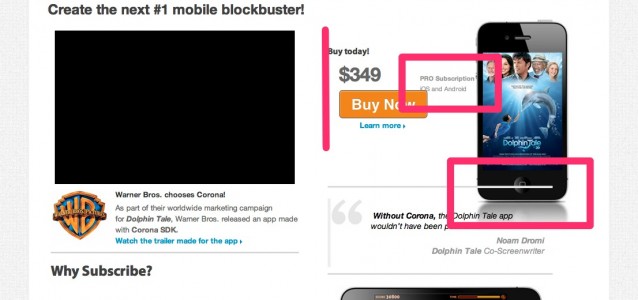 Create the next #1 mobile blockbuster!
Buy today!
$349
PRO Subscription
iOS and Android
Buy Now
Learn more ›
DOLPHIN TALE
Warner Bros. chooses Corona!
As part of their worldwide marketing campaign
for Dolphin Tale, Warner Bros. released an app made
with Corona SDK.
Watch the trailer made for the app ›
Without Corona, the Dolphin Tale app
wouldn't have been
Noam Dromi
Dolphin Tale Co-Screenwriter
Why Subscribe?